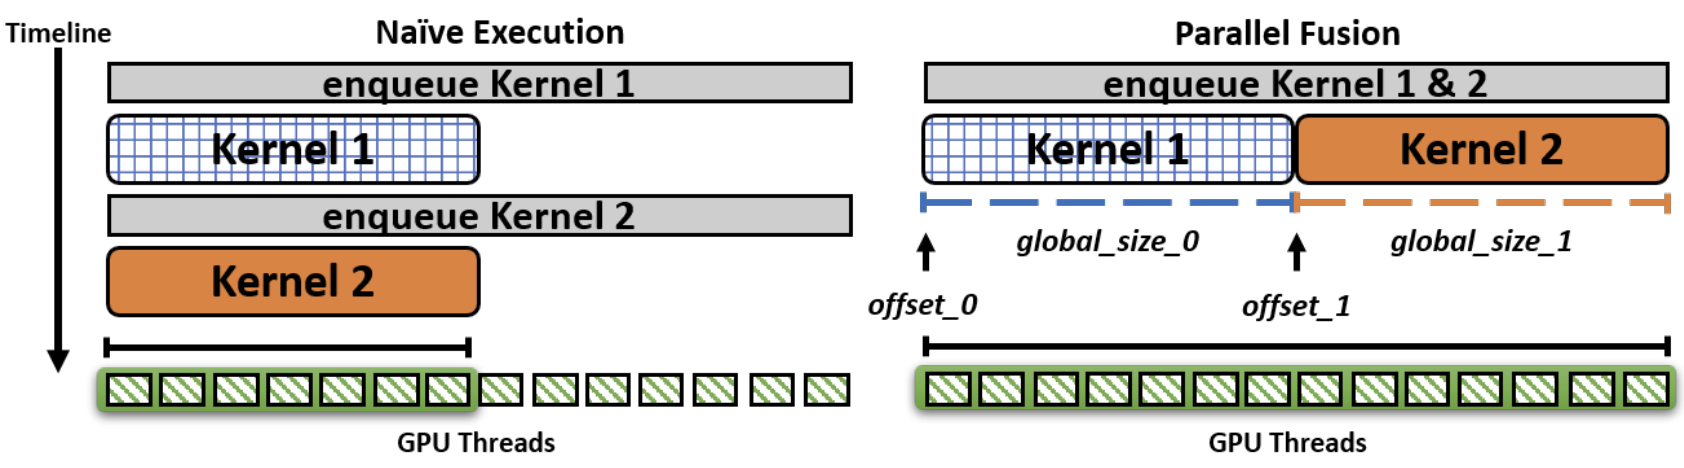 Timeline
Naïve Execution
enqueue Kernel 1
Kernel 1
enqueue Kernel 2
Kernel 2
GPU Threads
Parallel Fusion
enqueue Kernel 1 & 2
Kernel 1
Kernel 2
global_size_0
global_size_1
offset_0
offset_1
GPU Threads